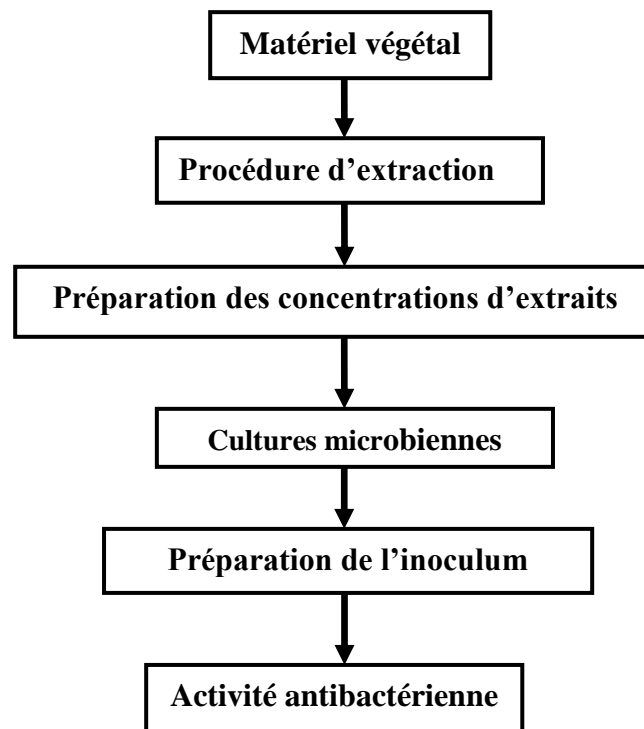 Matériel végétal
Procédure d’extraction
Préparation des concentrations d’extraits
Cultures microbiennes
Préparation de l’inoculum
Activité antibactérienne